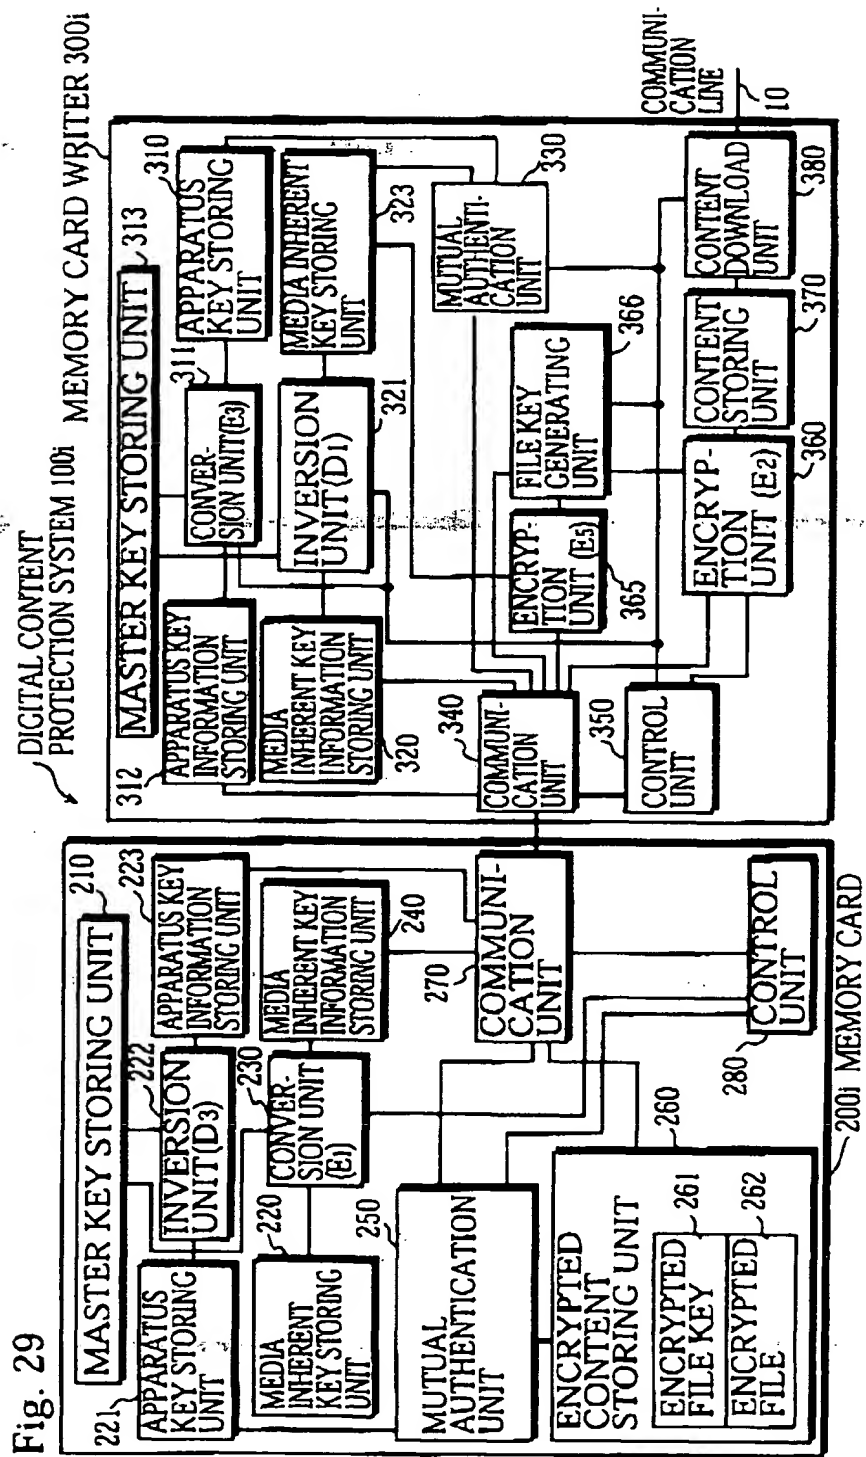 Fig. 29
DIGITAL CONTENT
PROTECTION SYSTEM 100i
MEMORY CARD WRITER 300i
MASTER KEY STORING UNIT
210
APPARATUS
KEY STORING
UNIT
221
INVERSION
UNIT(D3)
222
APPARATUS KEY
INFORMATION
STORING UNIT
223
MEDIA
INHERENT
KEY STORING
UNIT
220
CONVER-
SION UNIT
(E1)
230
MEDIA
INHERENT KEY
INFORMATION
STORING UNIT
240
MUTUAL
AUTHENTICATION
UNIT
250
COMMUNI-
CATION
UNIT
270
ENCRYPTED
CONTENT
STORING UNIT
260
ENCRYPTED
FILE KEY
261
ENCRYPTED
FILE
262
CONTROL
UNIT
280
200i MEMORY CARD
MASTER KEY STORING UNIT
313
APPARATUS KEY
INFORMATION
STORING UNIT
312
CONVER-
SION UNIT(E3)
311
APPARATUS
KEY STORING
UNIT
310
MEDIA
INHERENT KEY
INFORMATION
STORING UNIT
320
INVERSION
UNIT(D1)
321
MEDIA INHERENT
KEY STORING
UNIT
323
MUTUAL
AUTHENTI-
CATION
UNIT
330
COMMUNI-
CATION
UNIT
340
ENCRYP-
TION
UNIT (E5)
365
FILE KEY
GENERATING
UNIT
366
CONTROL
UNIT
350
ENCRYP-
TION
UNIT (E2)
360
CONTENT
STORING
UNIT
370
CONTENT
DOWNLOAD
UNIT
380
COMMUNI-
CATION
LINE
10